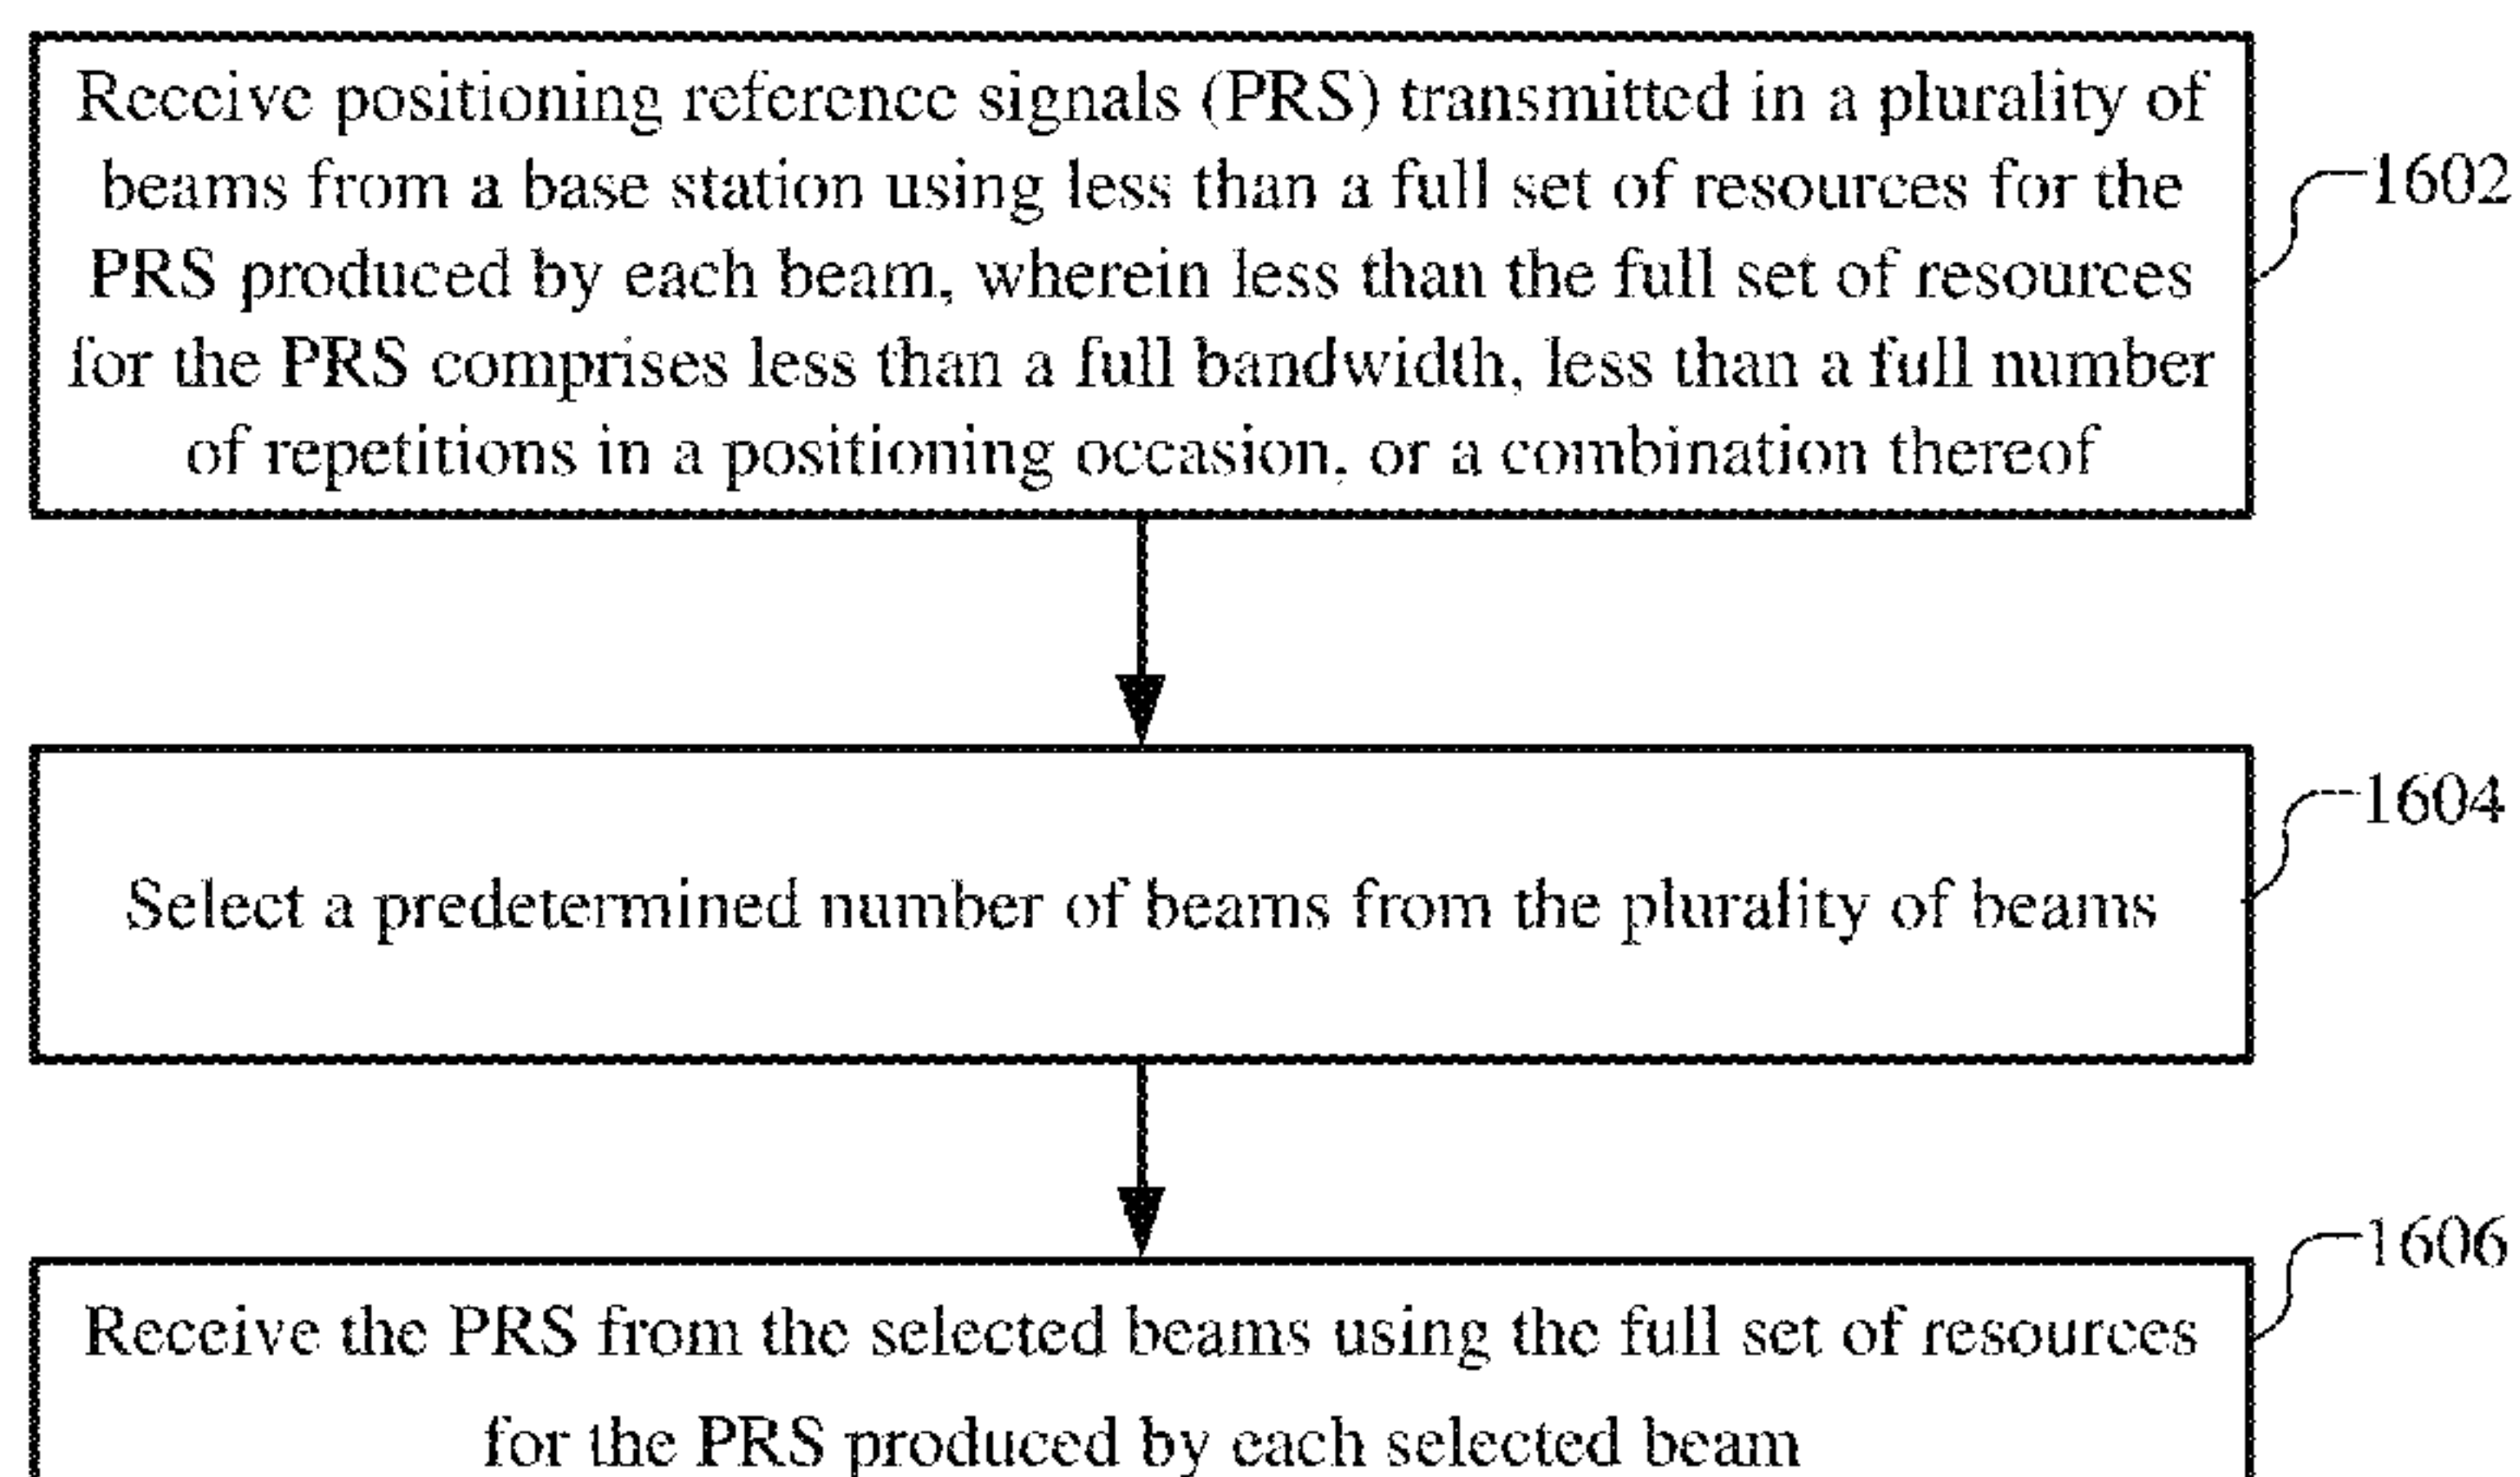 Receive positioning reference signals (PRS) transmitted in a plurality of
beams from a base station using less than a full set of resources for the
PRS produced by each beam, wherein less than the full set of resources
for the PRS comprises less than a full bandwidth, less than a full number
of repetitions in a positioning occasion, or a combination thereof
1602
Select a predetermined number of beams from the plurality of beams
1604
Receive the PRS from the selected beams using the full set of resources
for the PRS produced by each selected beam
1606